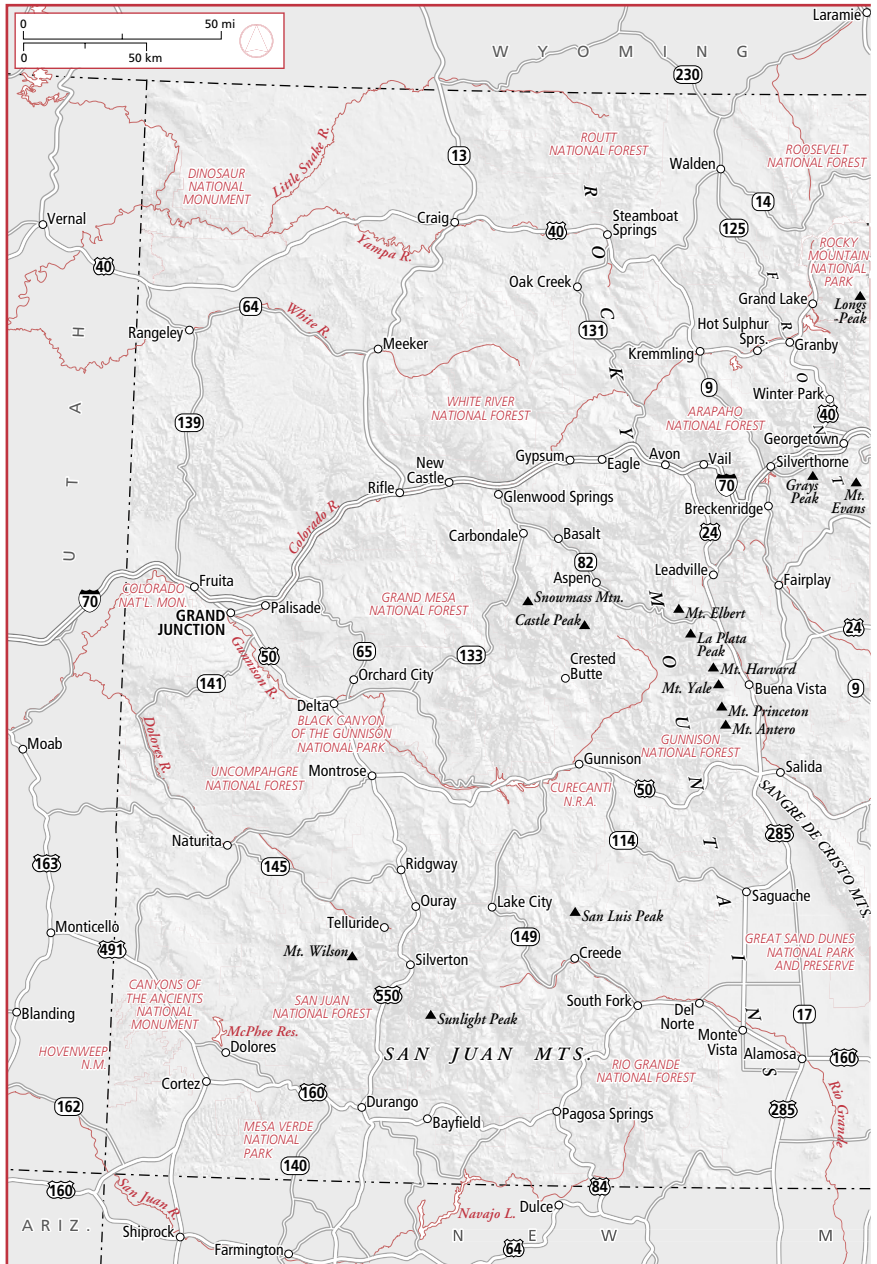 0 50 mi
0 50 km
Laramie
W Y O M I N G
230
ROUTT
NATIONAL FOREST
ROOSEVELT
NATIONAL FOREST
13
Walden
Little Snake R.
DINOSAUR
NATIONAL
MONUMENT
14
125
Vernal
Craig
40
Steamboat
Springs
Yampa R.
ROCKY
MOUNTAIN
NATIONAL
PARK
40
Oak Creek
Grand Lake
Longs
-Peak
64
White R.
131
Hot Sulphur
Sprs.
Rangeley
Meeker
Kremmling
Granby
9
Winter Park
WHITE RIVER
NATIONAL FOREST
ARAPAHO
NATIONAL FOREST
40
139
Georgetown
Gypsum
Eagle
Avon
Vail
Silverthorne
New
Castle
Rifle
70
Grays
Peak
Mt.
Evans
Glenwood Springs
Breckenridge
Colorado R.
Carbondale
Basalt
24
82
Leadville
Aspen
Fairplay
Fruita
COLORADO
NAT'L. MON.
70
GRAND
JUNCTION
Palisade
GRAND MESA
NATIONAL FOREST
Snowmass Mtn.
Castle Peak
Mt. Elbert
La Plata
Peak
24
Gunnison R.
50
65
133
141
Orchard City
Crested
Butte
Mt. Harvard
Mt. Yale
Buena Vista
9
Delta
Mt. Princeton
Mt. Antero
BLACK CANYON
OF THE GUNNISON
NATIONAL PARK
Dolores R.
Moab
GUNNISON
NATIONAL FOREST
UNCOMPAHGRE
NATIONAL FOREST
Montrose
Gunnison
Salida
CURECANTI
N.R.A.
50
SANGRE DE CRISTO MTS.
Naturita
114
285
163
145
Ridgway
Ouray
Lake City
Saguache
San Luis Peak
Telluride
Monticello
149
491
Mt. Wilson
Silverton
Creede
GREAT SAND DUNES
NATIONAL PARK
AND PRESERVE
CANYONS OF
THE ANCIENTS
NATIONAL
MONUMENT
550
SAN JUAN
NATIONAL FOREST
South Fork
Del
Norte
Blanding
Sunlight Peak
17
McPhee Res.
Monte
Vista
HOVENWEEP
N.M.
Dolores
SAN JUAN MTS.
Alamosa
160
RIO GRANDE
NATIONAL FOREST
Cortez
160
Rio Grande
162
Durango
Bayfield
Pagosa Springs
285
MESA VERDE
NATIONAL
PARK
140
160
San Juan R.
84
Navajo L.
Dulce
A R I Z .
Shiprock
N E W M
Farmington
64
U T A H
R O C K Y M O U N T A I N S
F R O N T